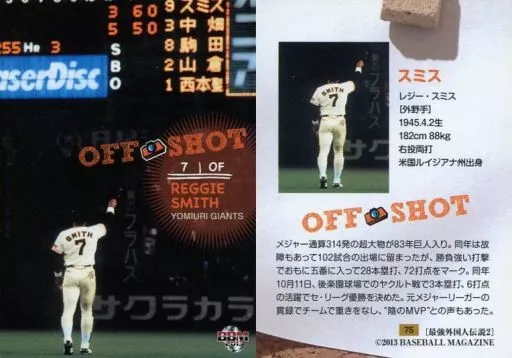 3 9 スミス
5 50 3 中畑
5 50 駒田
255 HR 3 S 2 山倉
B
O 1 西本聖
LaserDisc
OFF SHOT
7 | OF
REGGIE
SMITH
YOMIURI GIANTS
SMITH
7
サクラカラ
BBM
2013
スミス
レジー・スミス
[外野手]
1945.4.2生
182cm 88kg
右投両打
米国ルイジアナ州出身
OFF SHOT
メジャー通算314発の超大物が83年巨人入り。同年は故
障もあって102試合の出場に留まったが、勝負強い打撃
でおもに五番に入って28本塁打、72打点をマーク。同年
10月11日、後楽園球場でのヤクルト戦で3本塁打、6打点
の活躍でセ・リーグ優勝を決めた。元メジャーリーガーの
貫録でチームで重きをなし、“陰のMVP”との声もあった。
75 [最強外国人伝説2]
©2013 BASEBALL MAGAZINE